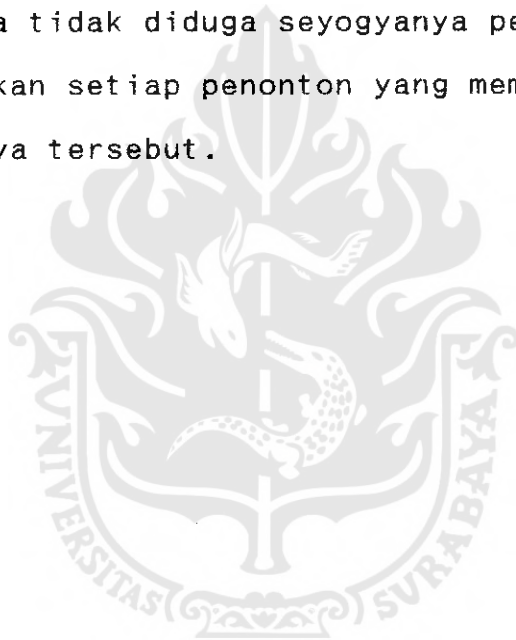 a tidak diduga seyogyanya pe
kan setiap penonton yang mem
ya tersebut.
UNIVERSITAS SURABAYA